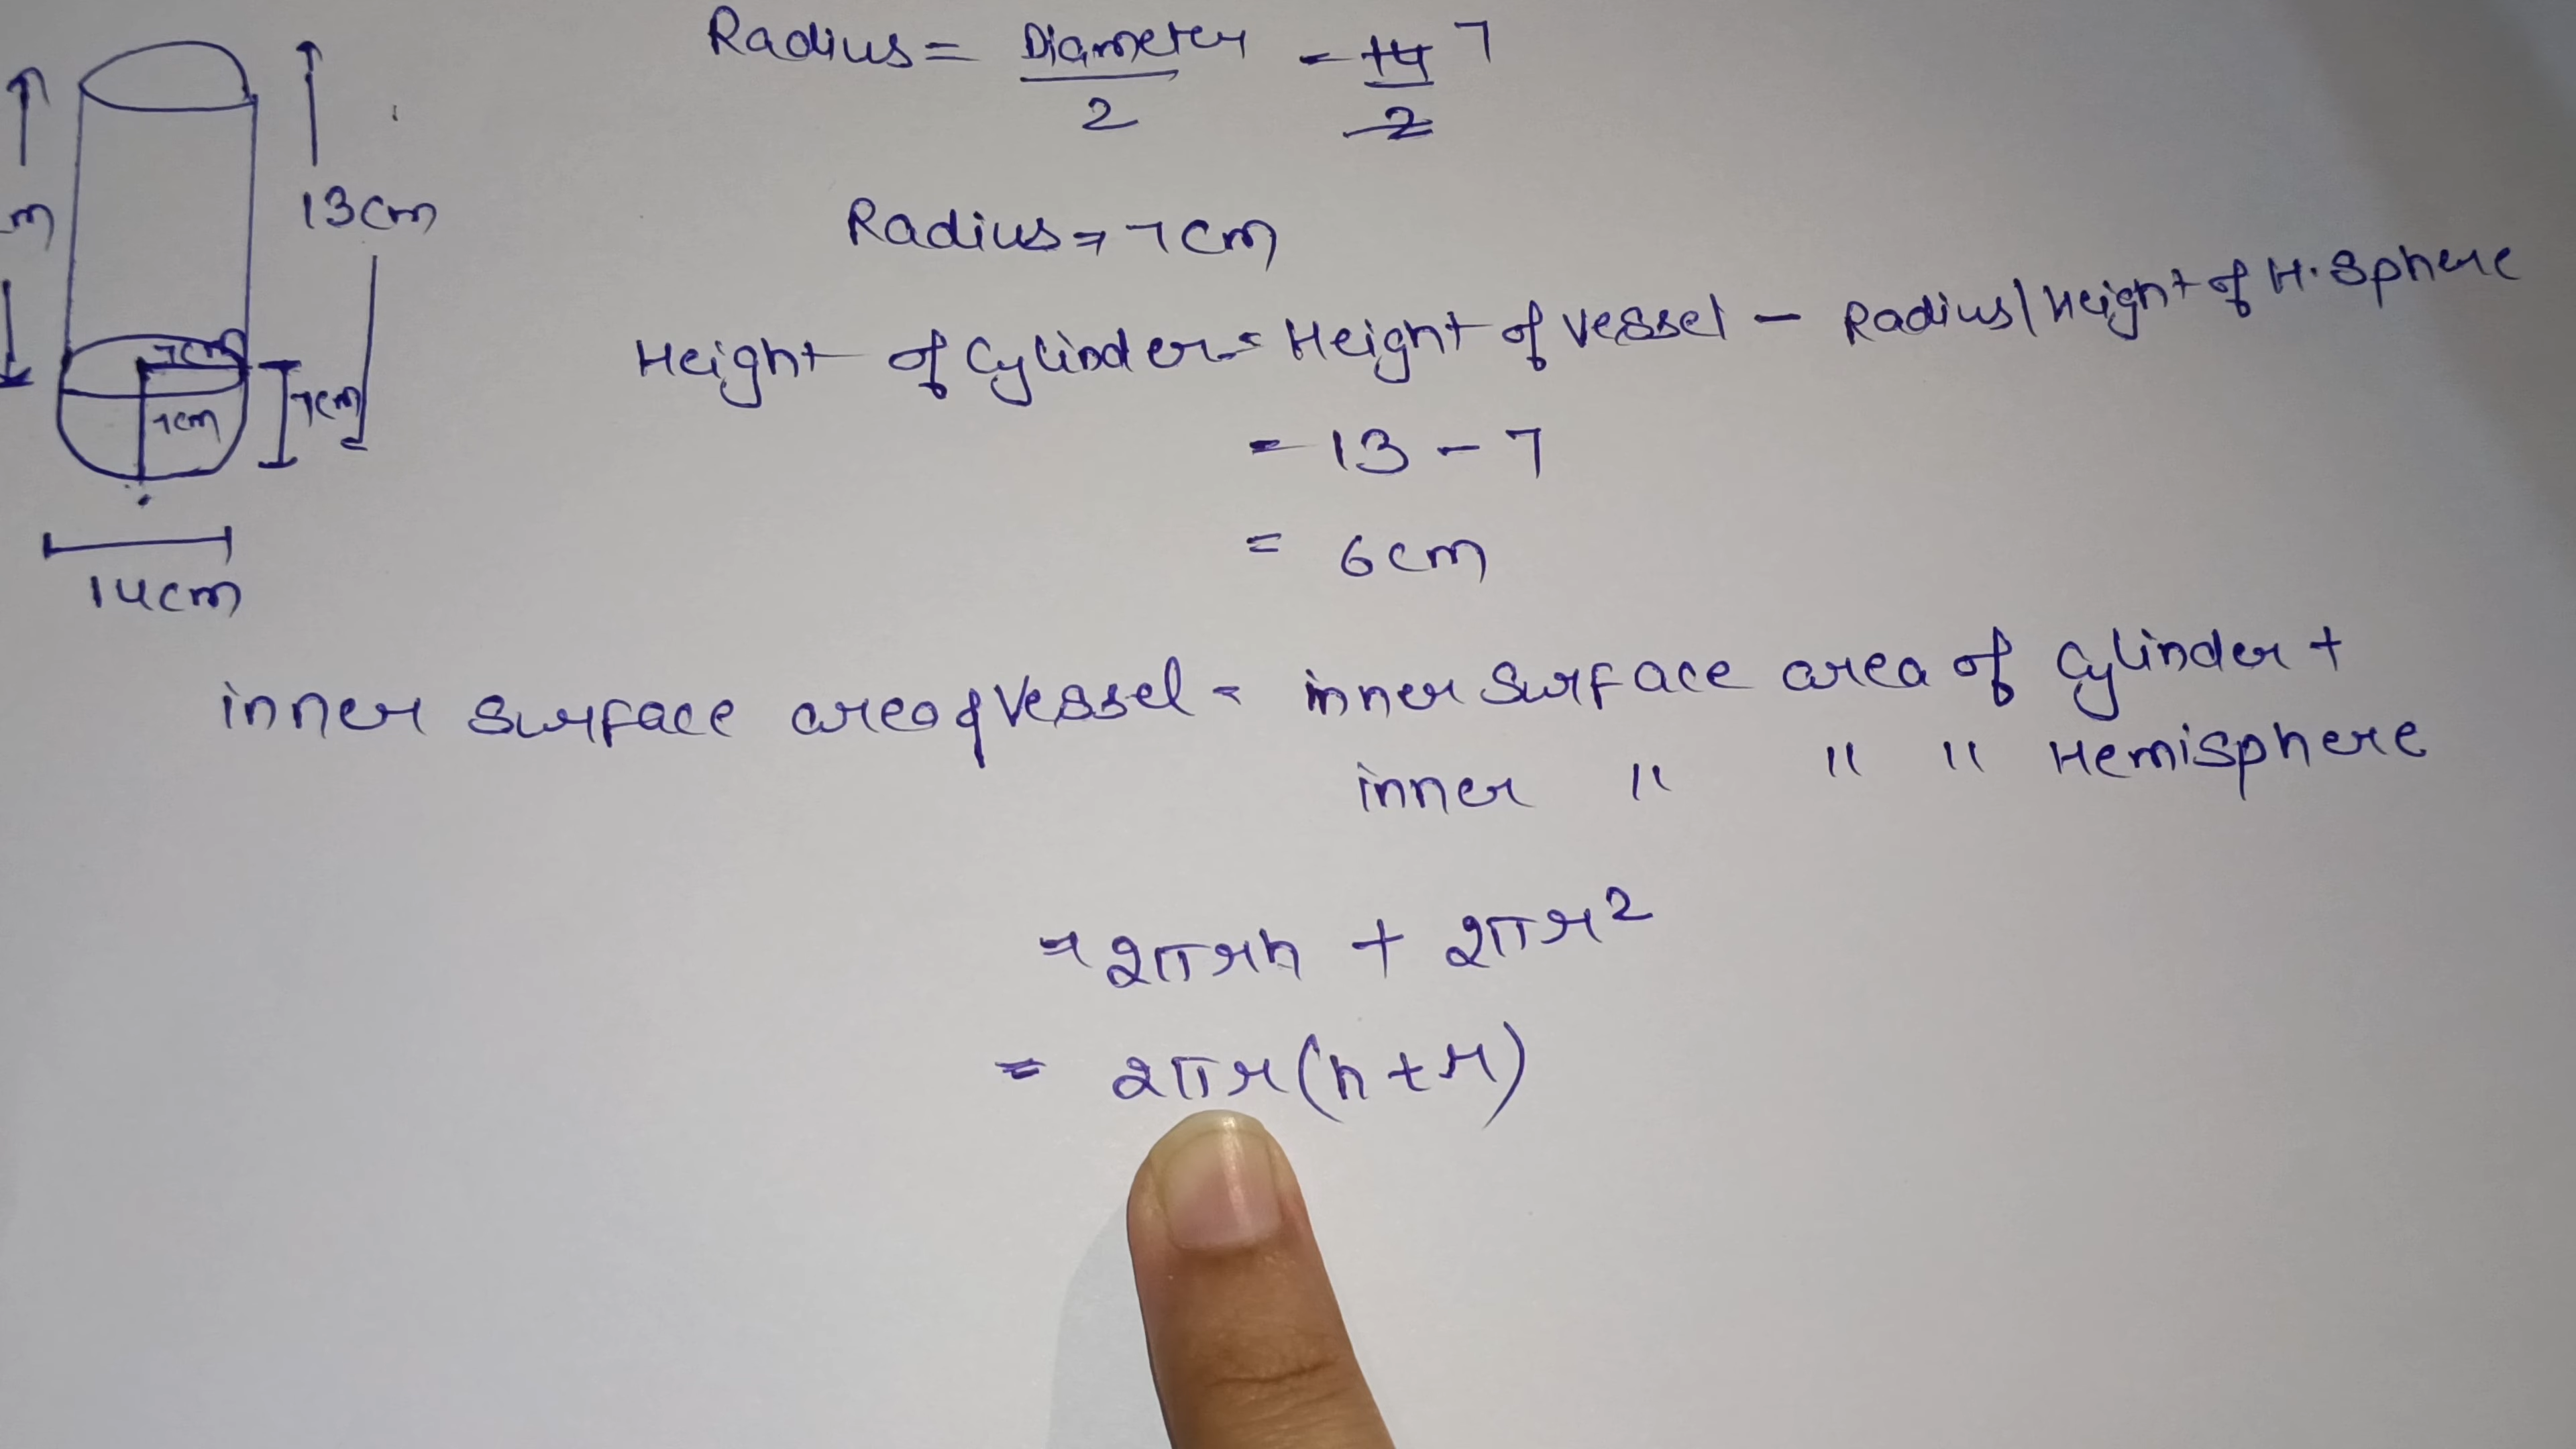 Radius = Diameter/2 = 14/2 7
Radius = 7cm
Height of Cylinder = Height of vessel - Radius/Height of H.Sphere
= 13 - 7
= 6cm
m
13cm
7cm
7cm
7cm
14cm
inner surface area of Vessel = inner surface area of Cylinder +
inner " " " Hemisphere
= 2πrh + 2πr²
= 2πr(h+r)